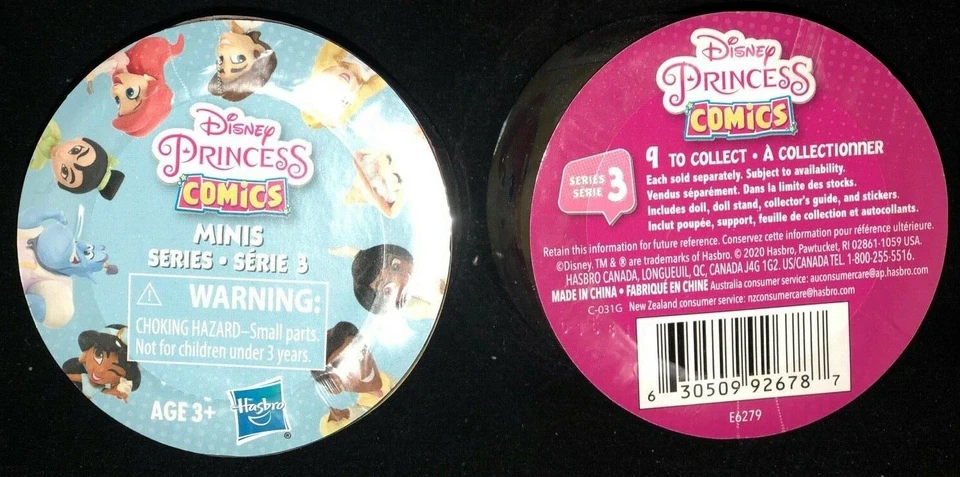 Disney
PRINCESS
COMICS
MINIS
SERIES • SÉRIE 3
WARNING:
CHOKING HAZARD–Small parts.
Not for children under 3 years.
AGE 3+
Hasbro
®
Disney
PRINCESS
COMICS
SERIES
SÉRIE
3
9 TO COLLECT • À COLLECTIONNER
Each sold separately. Subject to availability.
Vendus séparément. Dans la limite des stocks.
Includes doll, doll stand, collector's guide, and stickers.
Inclut poupée, support, feuille de collection et autocollants.
Retain this information for future reference. Conservez cette information pour référence ultérieure.
©Disney. TM & ® are trademarks of Hasbro. © 2020 Hasbro, Pawtucket, RI 02861-1059 USA.
HASBRO CANADA, LONGUEUIL, QC, CANADA J4G 1G2. US/CANADA TEL 1-800-255-5516.
MADE IN CHINA • FABRIQUÉ EN CHINE Australia consumer service: auconsumercare@ap.hasbro.com
C-031G New Zealand consumer service: nzconsumercare@hasbro.com
6 30509 92678 7
E6279